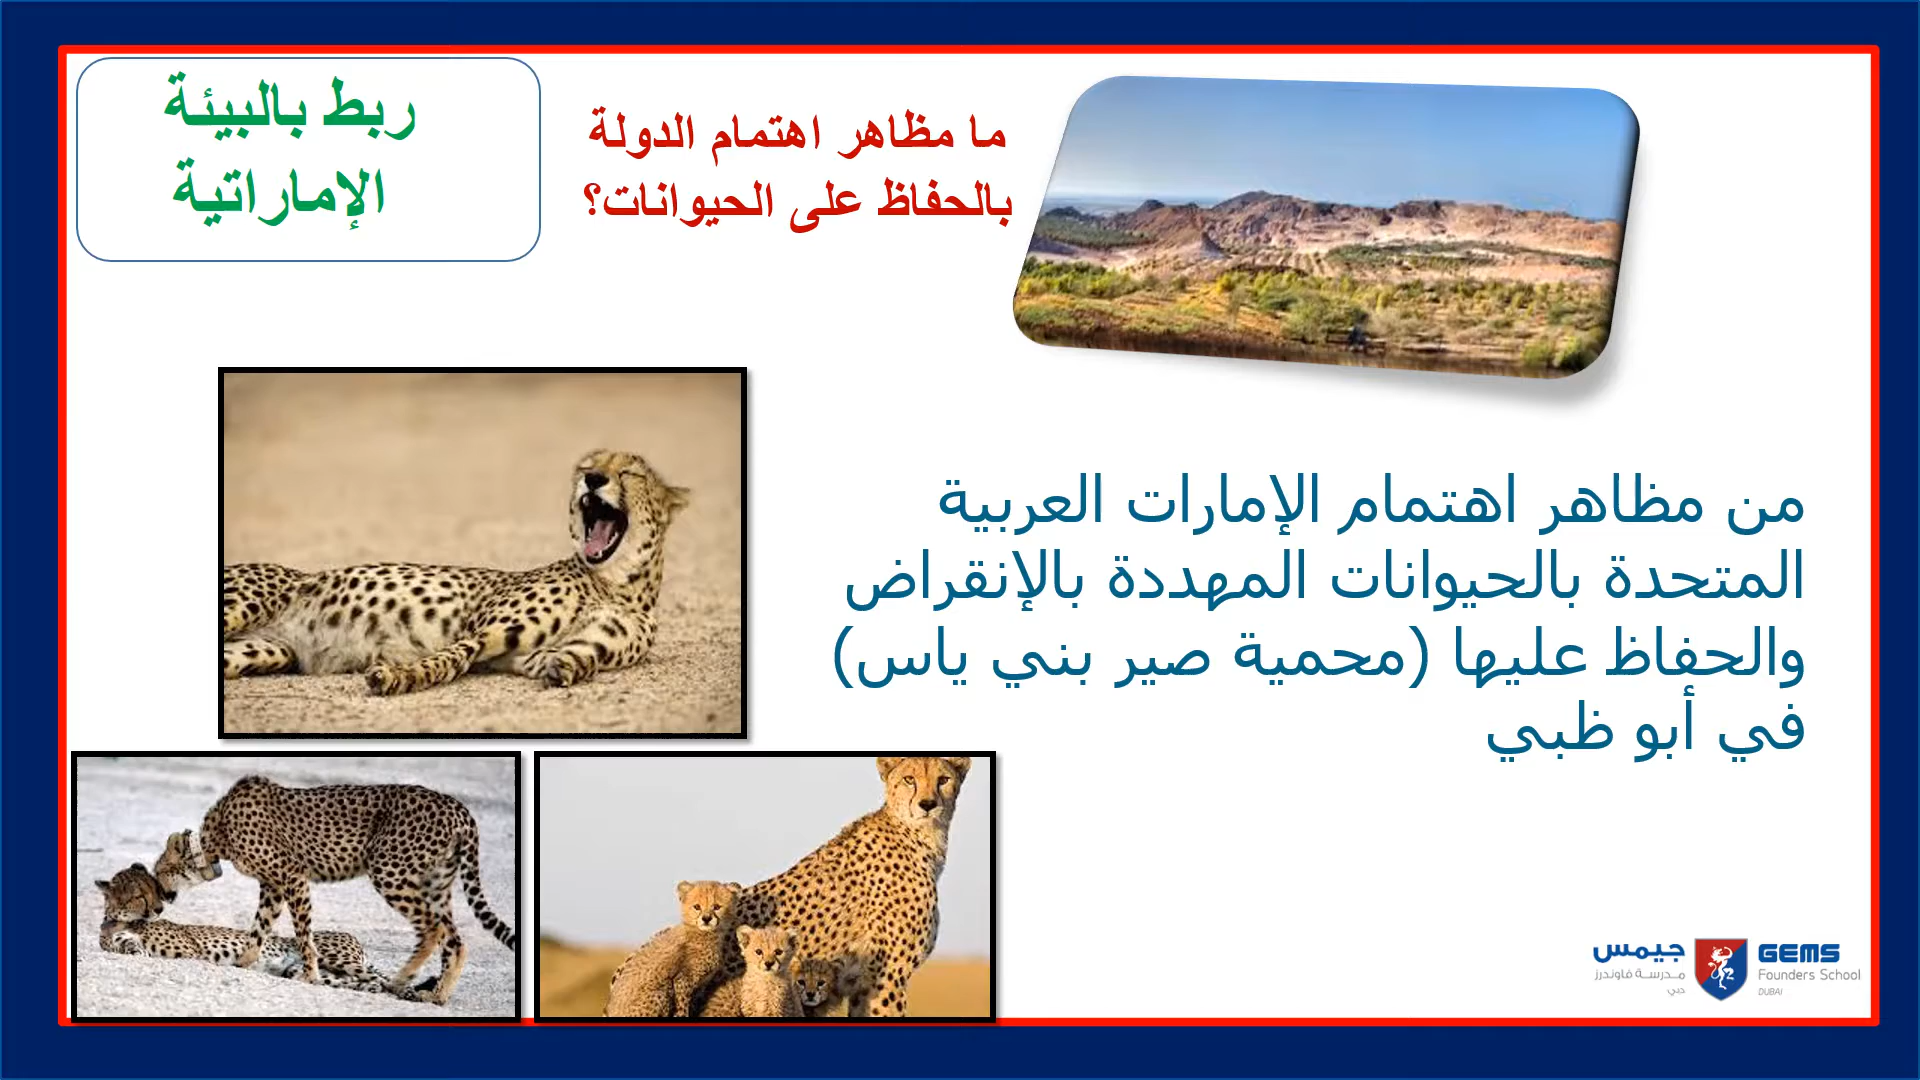 ربط بالبيئة
الإماراتية
ما مظاهر اهتمام الدولة
بالحفاظ على الحيوانات؟
من مظاهر اهتمام الإمارات العربية
المتحدة بالحيوانات المهددة بالإنقراض
والحفاظ عليها (محمية صير بني ياس)
في أبو ظبي
جيمس
مدرسة فاوندرز
دبي
GEMS
Founders School
DUBAI